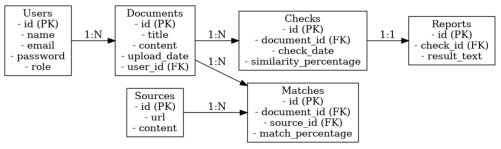 Users
- id (PK)
- name
- email
- password
- role
1:N
Documents
- id (PK)
- title
- content
- upload_date
- user_id (FK)
1:N
1:N
Checks
- id (PK)
- document_id (FK)
- check_date
- similarity_percentage
1:1
Reports
- id (PK)
- check_id (FK)
- result_text
Sources
- id (PK)
- url
- content
1:N
Matches
- id (PK)
- document_id (FK)
- source_id (FK)
- match_percentage